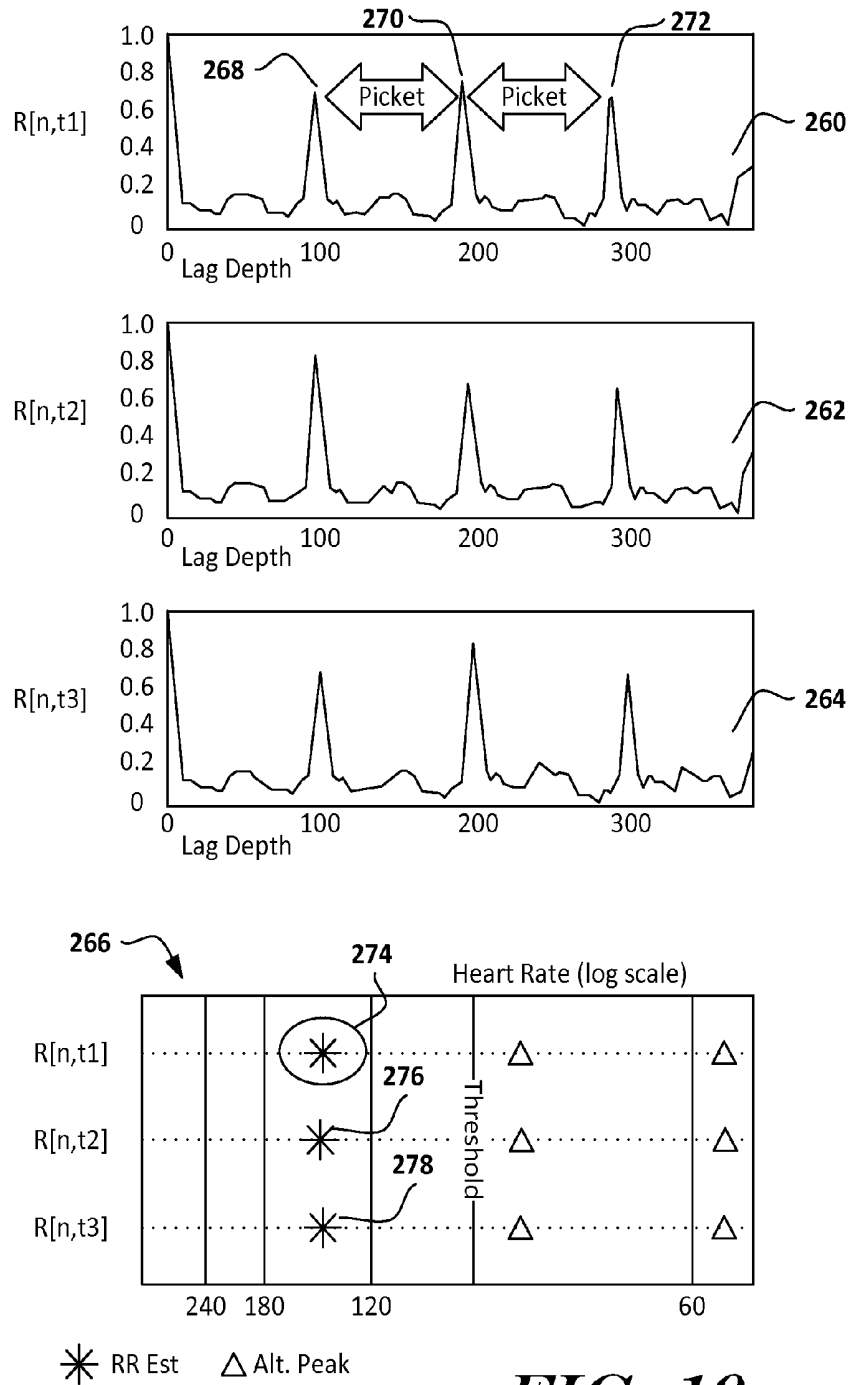 270
272
268
1.0
0.8
0.6
0.4
0.2
0
R[n,t1]
Picket
Picket
260
0 100 200 300
Lag Depth
1.0
0.8
0.6
0.4
0.2
0
R[n,t2]
262
0 100 200 300
Lag Depth
1.0
0.8
0.6
0.4
0.2
0
R[n,t3]
264
0 100 200 300
Lag Depth
266
274
Heart Rate (log scale)
R[n,t1]
276
R[n,t2]
Threshold
278
R[n,t3]
240 180 120 60
RR Est
Alt. Peak